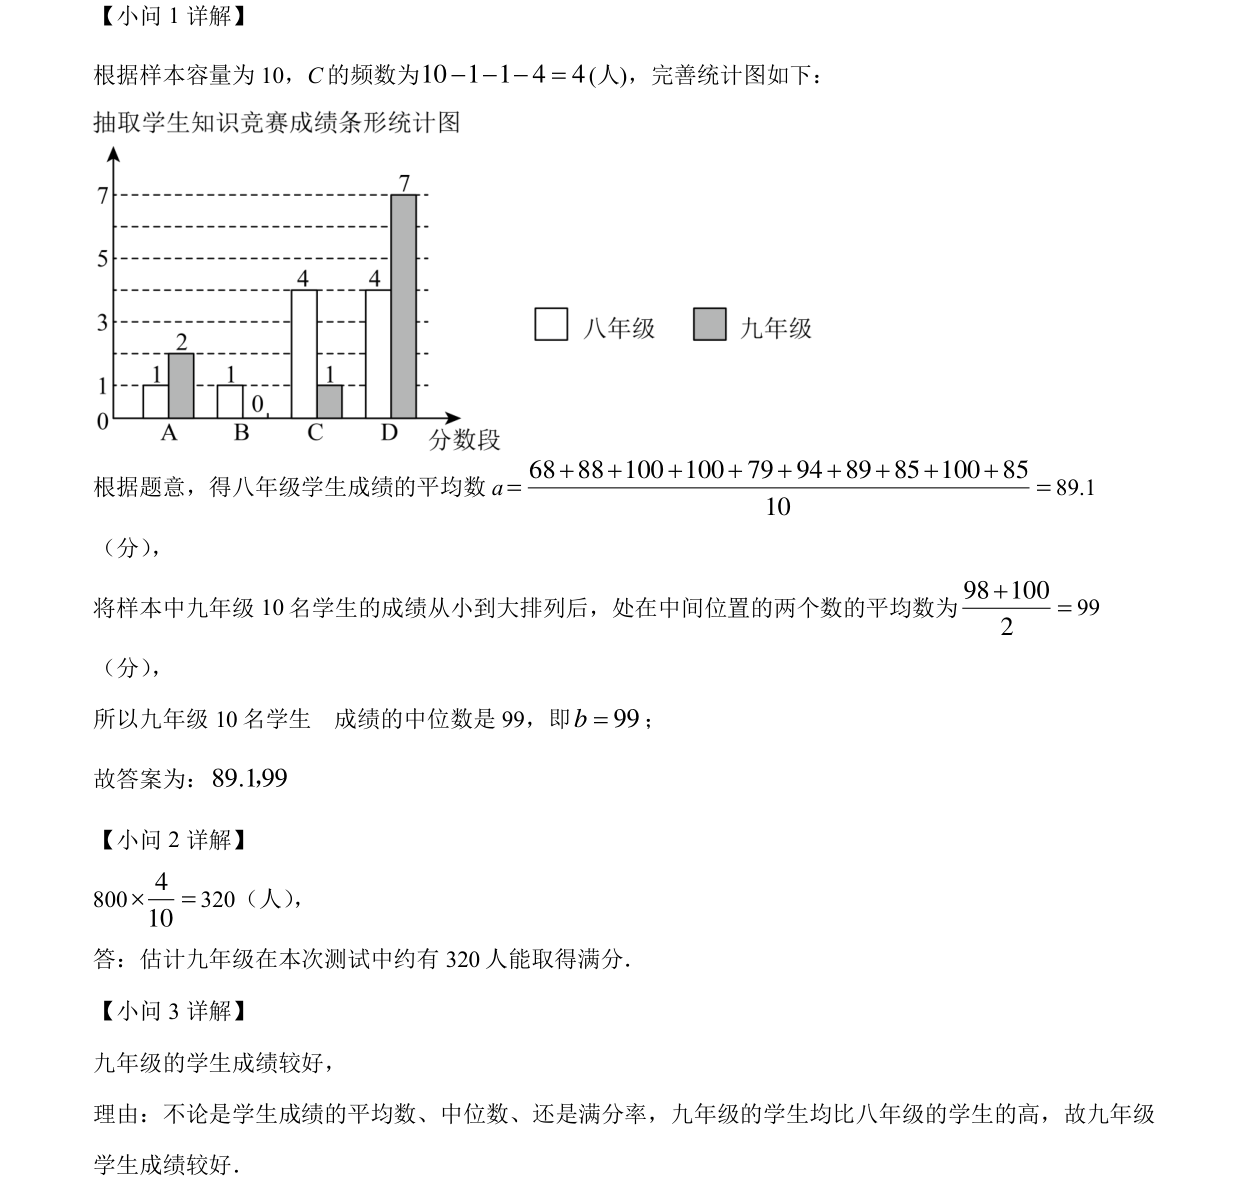 【小问 1 详解】
根据样本容量为 10，C的频数为10－1－1－4＝4(人)，完善统计图如下：
抽取学生知识竞赛成绩条形统计图
7
7
5
4 4
3
2
1 1 1 1
0
0
A B C D 分数段
八年级 九年级
根据题意，得八年级学生成绩的平均数 a＝(68＋88＋100＋100＋79＋94＋89＋85＋100＋85)/10＝89.1
（分），
将样本中九年级 10 名学生的成绩从小到大排列后，处在中间位置的两个数的平均数为(98＋100)/2＝99
（分），
所以九年级 10 名学生 成绩的中位数是 99，即b＝99；
故答案为：89.1,99
【小问 2 详解】
800×4/10＝320（人），
答：估计九年级在本次测试中约有 320 人能取得满分．
【小问 3 详解】
九年级的学生成绩较好，
理由：不论是学生成绩的平均数、中位数、还是满分率，九年级的学生均比八年级的学生的高，故九年级
学生成绩较好．